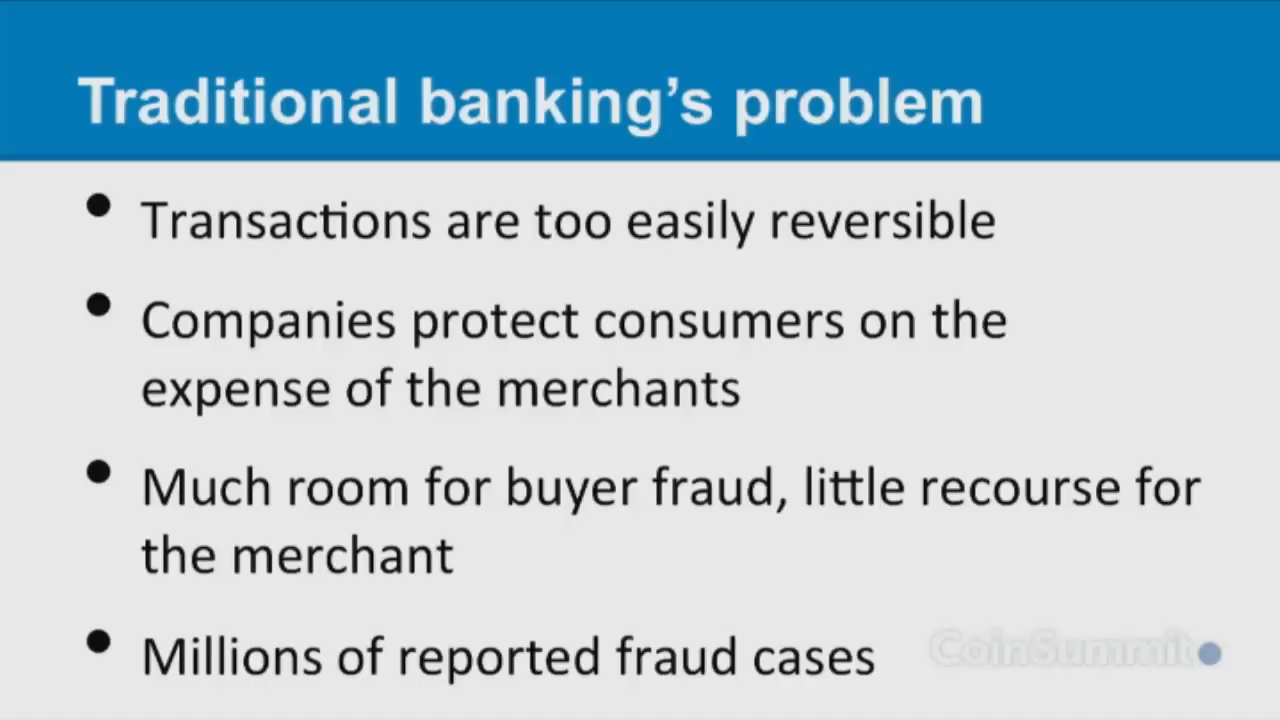 Traditional banking’s problem
• Transactions are too easily reversible
• Companies protect consumers on the
expense of the merchants
• Much room for buyer fraud, little recourse for
the merchant
• Millions of reported fraud cases
CoinSummit